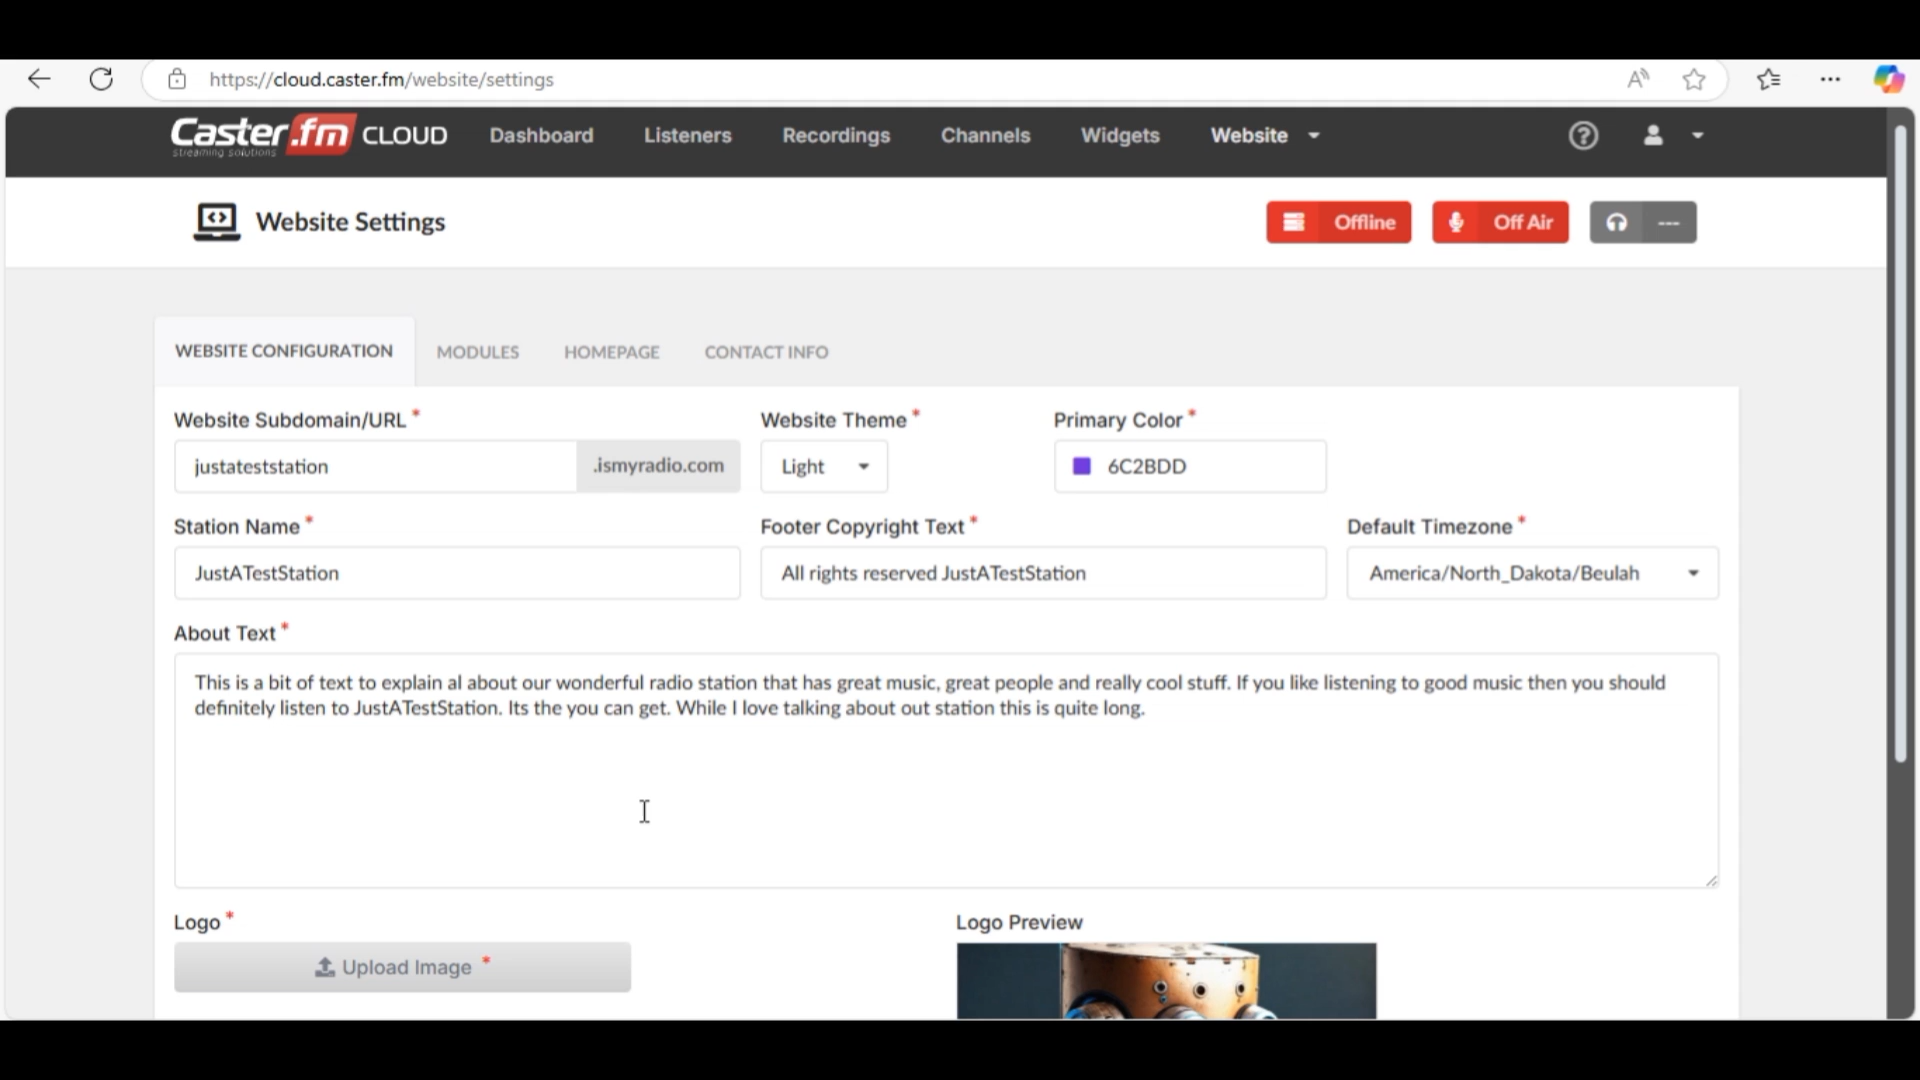 https://cloud.caster.fm/website/settings
Caster.fm CLOUD Dashboard Listeners Recordings Channels Widgets Website
streaming solutions
Website Settings Offline Off Air ---
WEBSITE CONFIGURATION MODULES HOMEPAGE CONTACT INFO
Website Subdomain/URL * Website Theme * Primary Color *
justateststation .ismyradio.com Light 6C2BDD
Station Name * Footer Copyright Text * Default Timezone *
JustATestStation All rights reserved JustATestStation America/North_Dakota/Beulah
About Text *
This is a bit of text to explain al about our wonderful radio station that has great music, great people and really cool stuff. If you like listening to good music then you should
definitely listen to JustATestStation. Its the you can get. While I love talking about out station this is quite long.
Logo * Logo Preview
Upload Image *